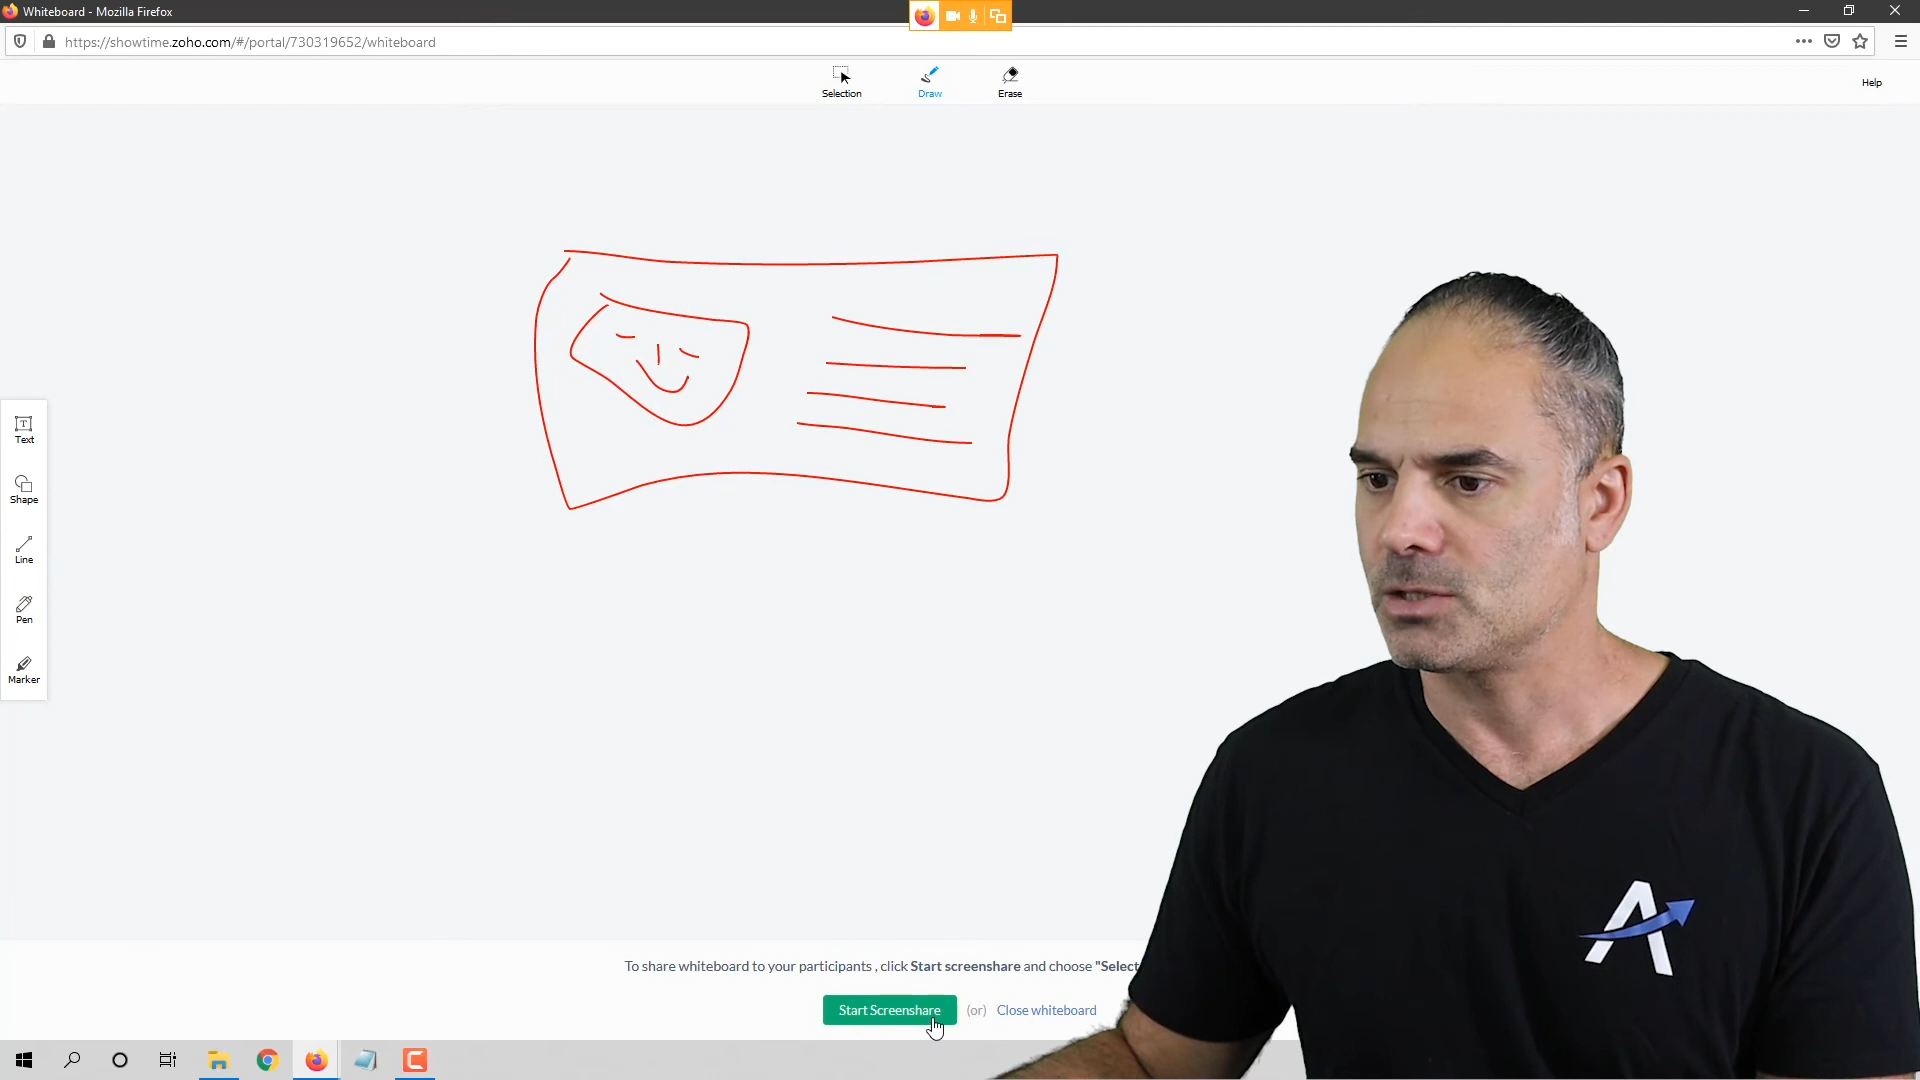 Whiteboard - Mozilla Firefox
https://showtime.zoho.com/#/portal/730319652/whiteboard
Selection
Draw
Erase
Help
Text
Shape
Line
Pen
Marker
To share whiteboard to your participants , click Start screenshare and choose "Select
Start Screenshare (or) Close whiteboard